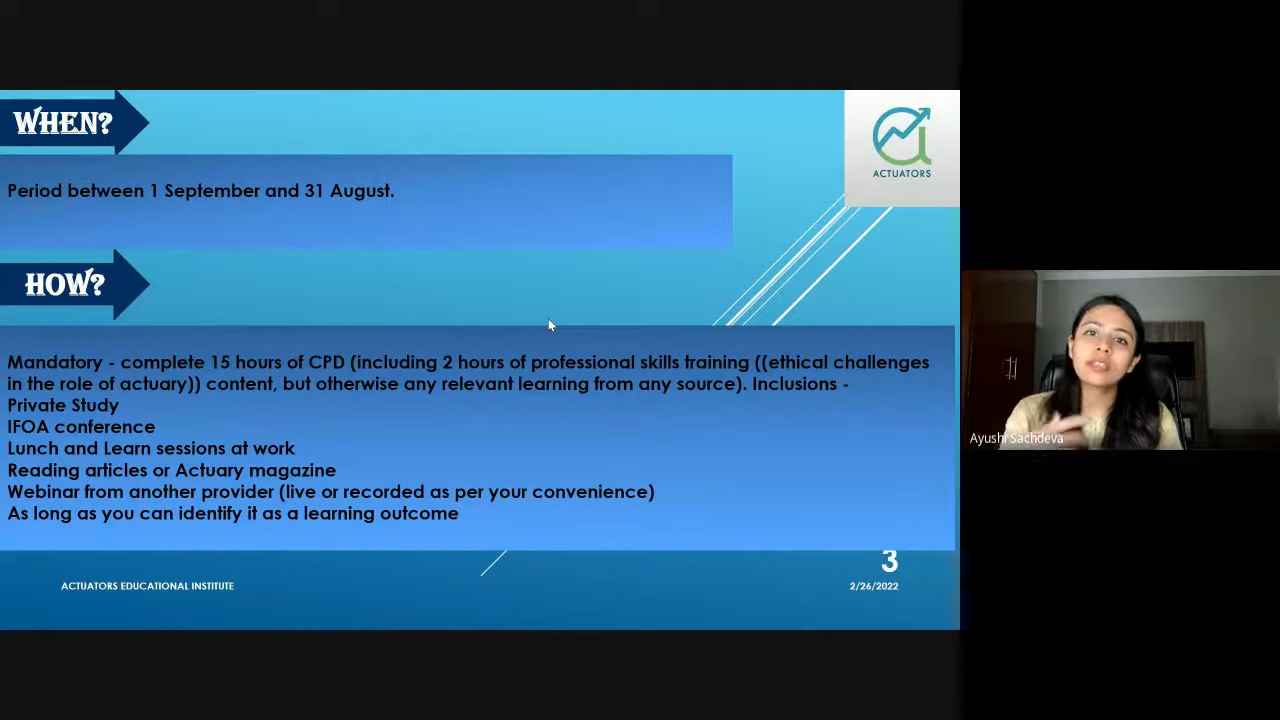 WHEN?
ACTUATORS
Period between 1 September and 31 August.
HOW?
Mandatory - complete 15 hours of CPD (including 2 hours of professional skills training ((ethical challenges
in the role of actuary)) content, but otherwise any relevant learning from any source). Inclusions -
Private Study
IFOA conference
Lunch and Learn sessions at work
Reading articles or Actuary magazine
Webinar from another provider (live or recorded as per your convenience)
As long as you can identify it as a learning outcome
Ayushi Sachdeva
3
ACTUATORS EDUCATIONAL INSTITUTE
2/26/2022